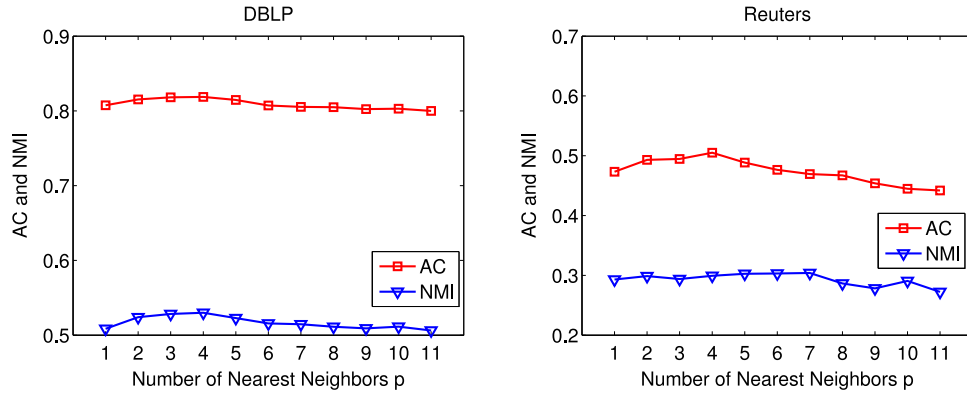 DBLP
0.9
0.8
0.7
0.6
0.5
AC and NMI
AC
NMI
1 2 3 4 5 6 7 8 9 10 11
Number of Nearest Neighbors p
Reuters
0.7
0.6
0.5
0.4
0.3
0.2
AC and NMI
AC
NMI
1 2 3 4 5 6 7 8 9 10 11
Number of Nearest Neighbors p